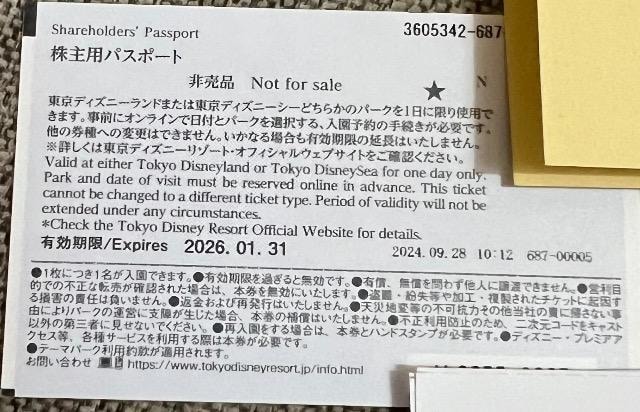 Shareholders' Passport
3605342-687
株主用パスポート
非売品 Not for sale ★ N
東京ディズニーランドまたは東京ディズニーシーどちらかのパークを1日に限り使用で
きます。事前にオンラインで日付とパークを選択する、入園予約の手続きが必要です。
他の券種への変更はできません。いかなる場合も有効期限の延長はいたしません。
※詳しくは東京ディズニーリゾート・オフィシャルウェブサイトをご確認ください。
Valid at either Tokyo Disneyland or Tokyo DisneySea for one day only.
Park and date of visit must be reserved online in advance. This ticket
cannot be changed to a different ticket type. Period of validity will not be
extended under any circumstances.
*Check the Tokyo Disney Resort Official Website for details.
有効期限/Expires 2026.01.31
2024.09.28 10:12 687-00005
●1枚につき1名が入園できます。●有効期限を過ぎると無効です。●有償、無償を問わず他人に譲渡できません。●営利目
的での不正な転売が確認された場合は、本券を無効にいたします。●盗難・紛失等や加工・複製されたチケットに起因す
る損害の責任は負いません。●返金および再発行はいたしません。●天災地変等の不可抗力その他当社の責に帰さない事
由によりパークの運営に支障が生じた場合、本券の補償はいたしません。●不正利用防止のため、二次元コードをキャスト
以外の第三者に見せないでください。●再入園をする場合は、本券とハンドスタンプが必要です。●ディズニー・プレミアア
クセス等、各種サービスを利用する際は本券が必要です。
●テーマパーク利用約款が適用されます。
お問い合わせ https://www.tokyodisneyresort.jp/info.html